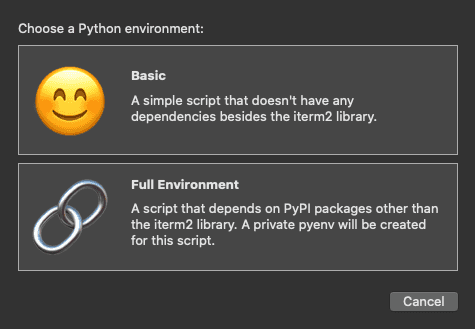 Choose a Python environment:
Basic
A simple script that doesn't have any
dependencies besides the iterm2 library.
Full Environment
A script that depends on PyPI packages other than
the iterm2 library. A private pyenv will be created
for this script.
Cancel